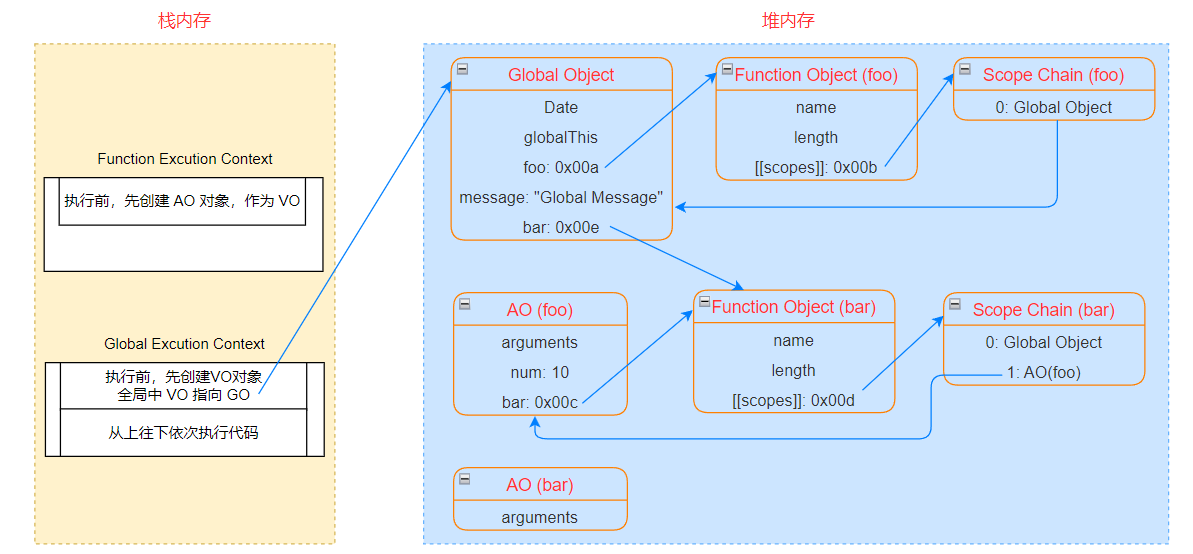 栈内存
堆内存
Function Excution Context
执行前，先创建 AO 对象，作为 VO
Global Excution Context
执行前，先创建VO对象
全局中 VO 指向 GO
从上往下依次执行代码
Global Object
Date
globalThis
foo: 0x00a
message: "Global Message"
bar: 0x00e
Function Object (foo)
name
length
[[scopes]]: 0x00b
Scope Chain (foo)
0: Global Object
AO (foo)
arguments
num: 10
bar: 0x00c
Function Object (bar)
name
length
[[scopes]]: 0x00d
Scope Chain (bar)
0: Global Object
1: AO(foo)
AO (bar)
arguments